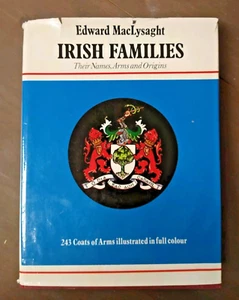 Edward MacLysaght
IRISH FAMILIES
Their Names, Arms and Origins
243 Coats of Arms illustrated in full colour